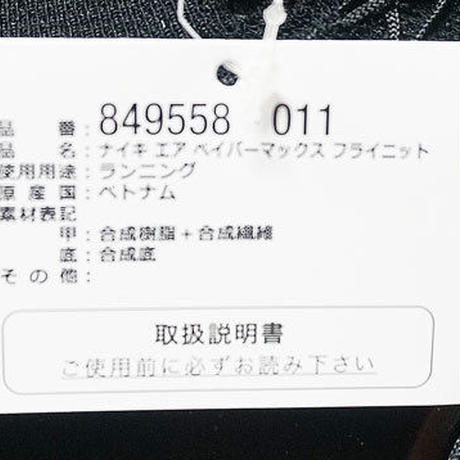 品番：849558 011
品名：ナイキ エア ベイパーマックス フライニット
使用用途：ランニング
原産国：ベトナム
素材表記
甲：合成樹脂＋合成繊維
底：合成底
その他：
取扱説明書
ご使用前に必ずお読み下さい